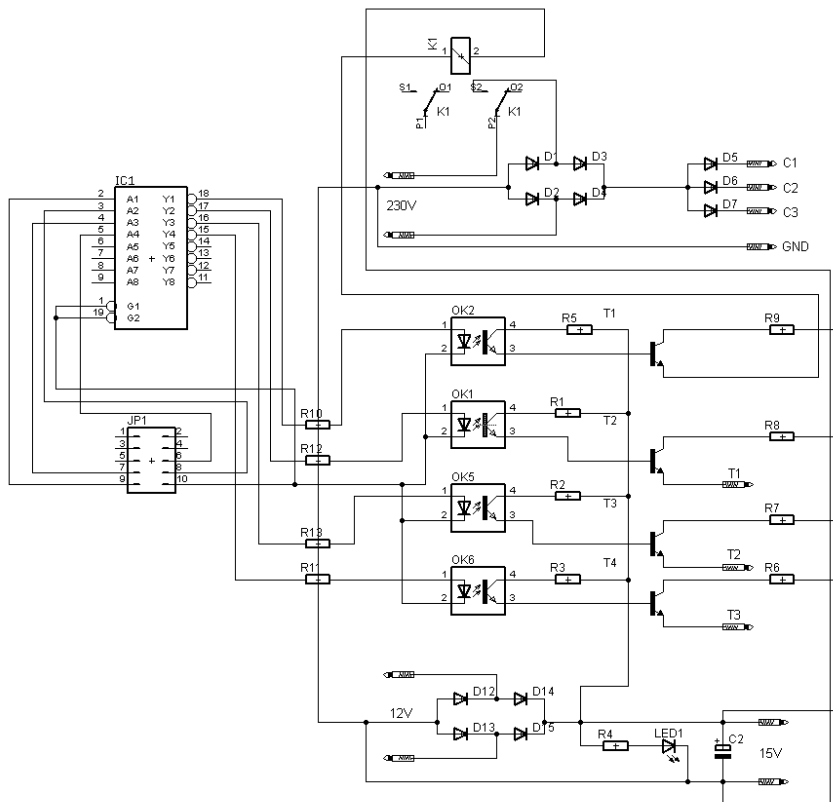 K1
1 2
S1 O1 S2 O2
K1 K1
P1 P2
D1 D3
D5 C1
D6 C2
D2 D4
D7 C3
230V
GND
IC1
2 A1 Y1 18
3 A2 Y2 17
4 A3 Y3 16
5 A4 Y4 15
6 A5 Y5 14
7 A6 + Y6 13
8 A7 Y7 12
9 A8 Y8 11
1 G1
19 G2
OK2 T1
1 4 R5 R9
2 3
JP1
1 2
3 4
5 + 6
7 8
9 10
R10
OK1
1 4 R1 T2
2 3 R8
R12
T1
OK5
1 4 R2 T3
2 3 R7
R13
T2
OK6 T4
R11 1 4 R3 R6
2 3
T3
D12 D14
12V
D13 D15
R4 LED1 + C2 15V